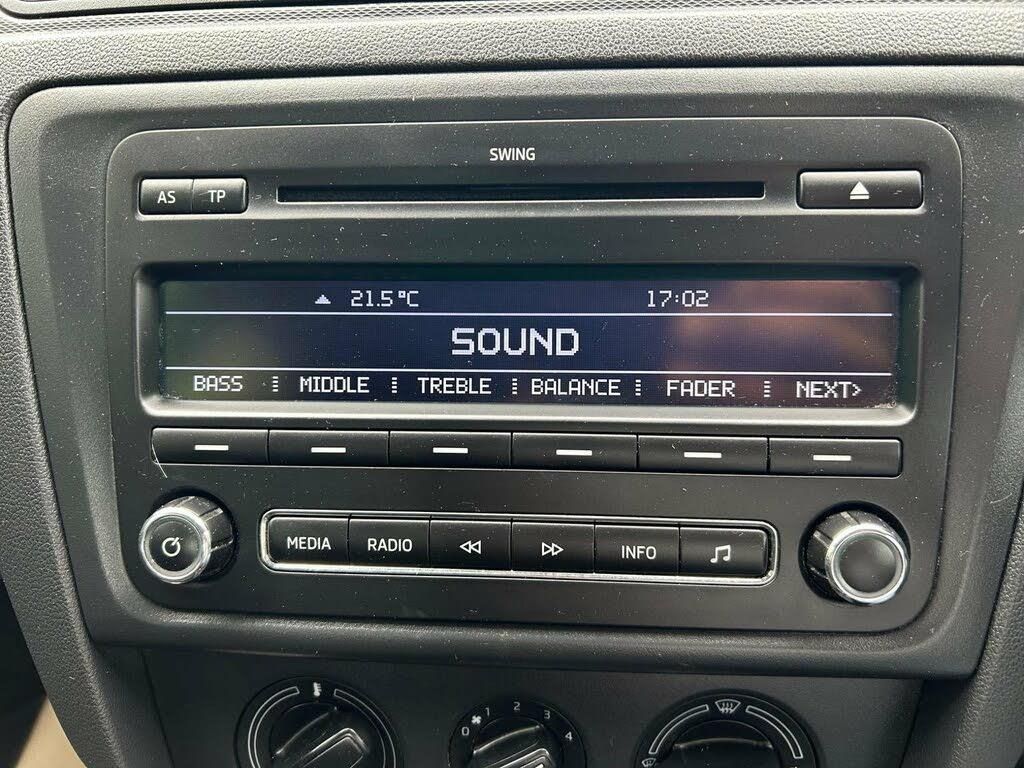 SWING
AS TP
21.5°C 17:02
SOUND
BASS MIDDLE TREBLE BALANCE FADER NEXT>
MEDIA RADIO INFO
0 1 2 3 4